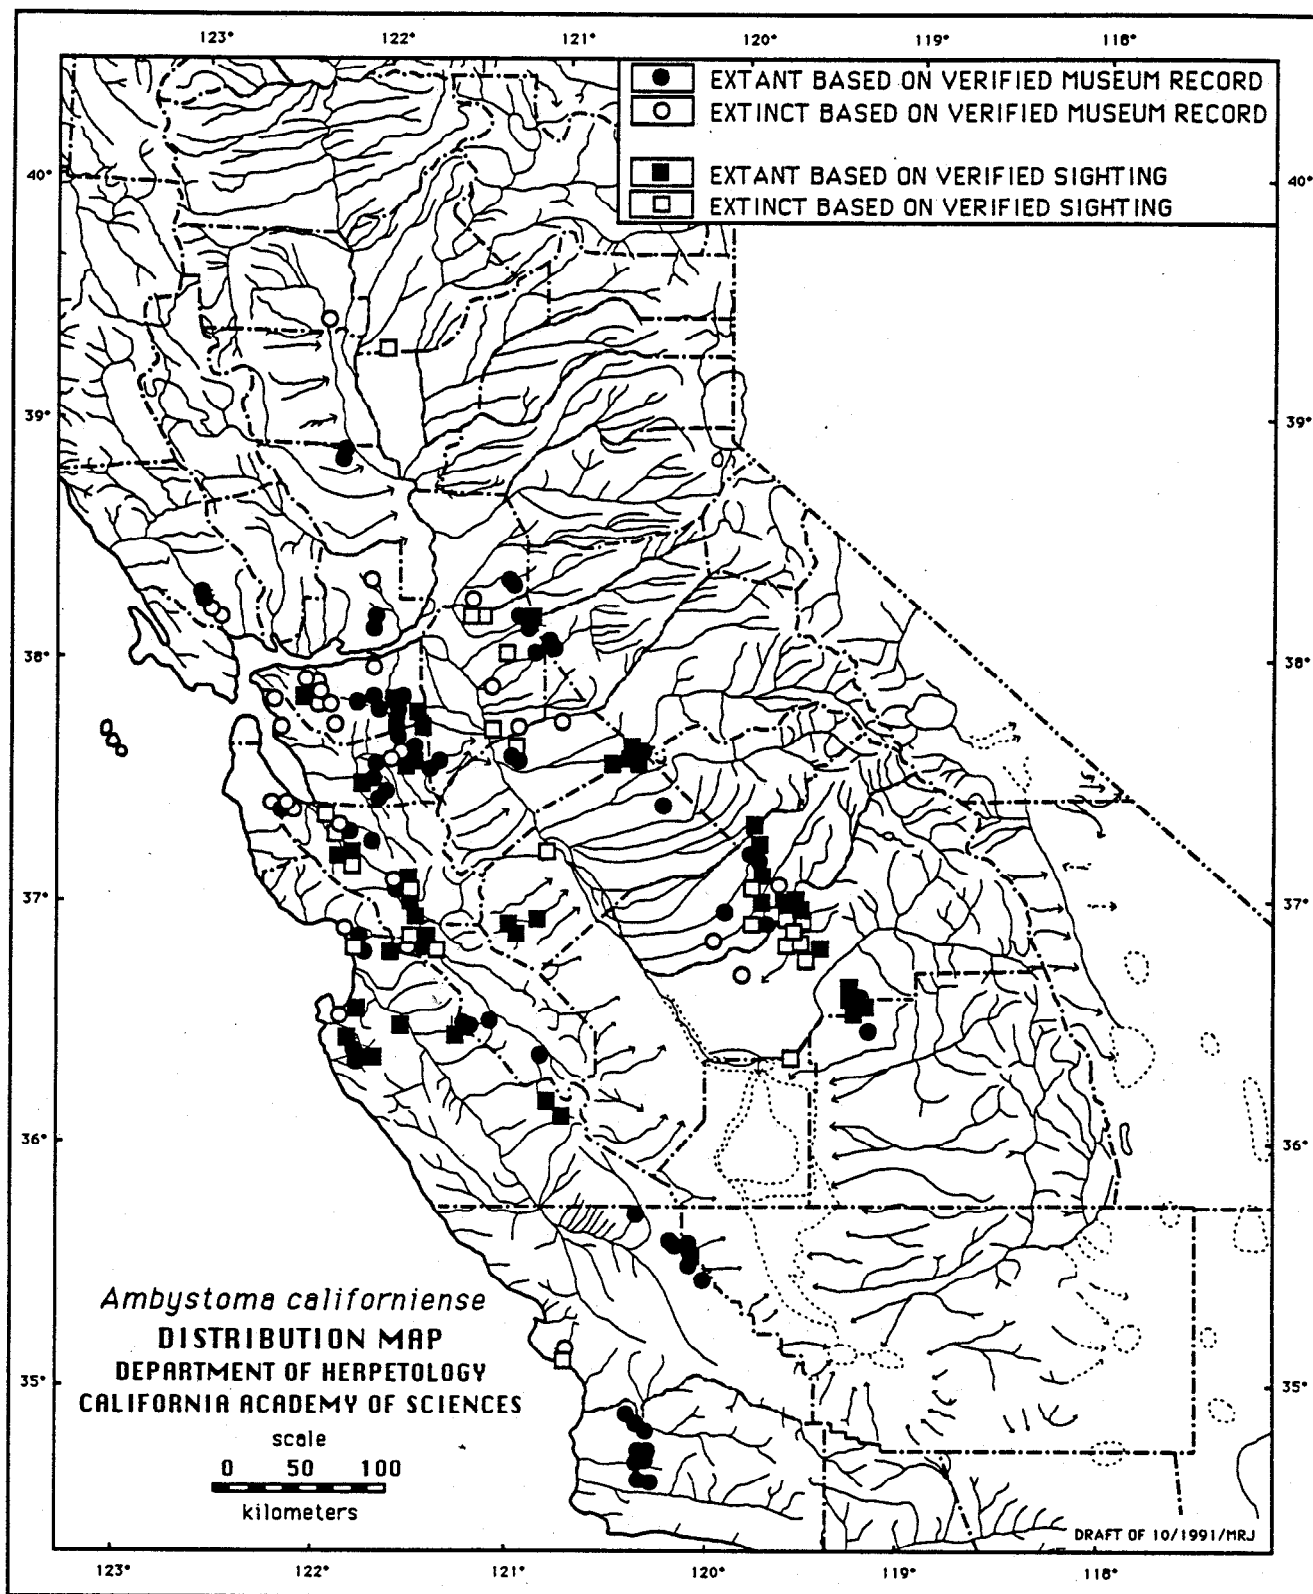 123° 122° 121° 120° 119° 118°
EXTANT BASED ON VERIFIED MUSEUM RECORD
EXTINCT BASED ON VERIFIED MUSEUM RECORD
EXTANT BASED ON VERIFIED SIGHTING
EXTINCT BASED ON VERIFIED SIGHTING
40° 40°
39° 39°
38° 38°
37° 37°
36° 36°
35° 35°
Ambystoma californiense
DISTRIBUTION MAP
DEPARTMENT OF HERPETOLOGY
CALIFORNIA ACADEMY OF SCIENCES
scale
0 50 100
kilometers
DRAFT OF 10/1991/MRJ
123° 122° 121° 120° 119° 118°